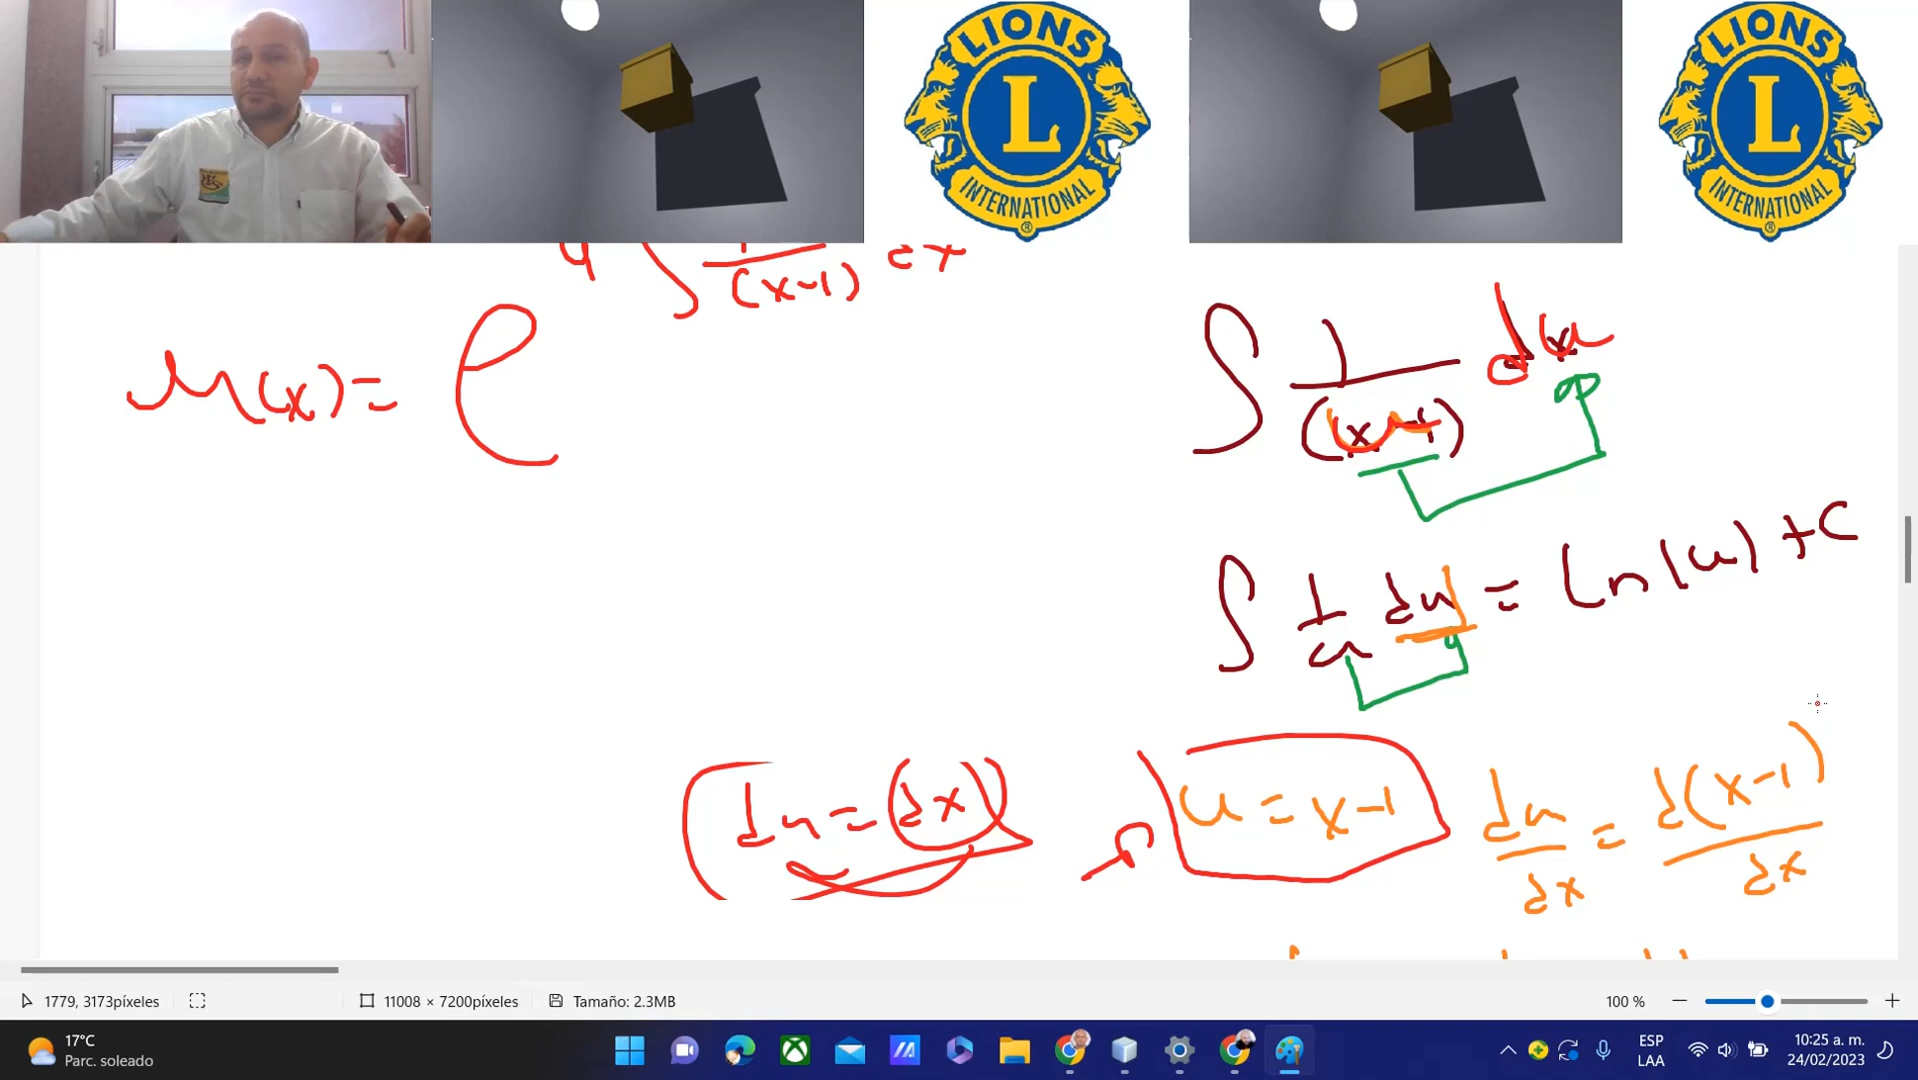 LIONS
L
INTERNATIONAL
®
LIONS
L
INTERNATIONAL
®
4 ∫ 1/(x-1) dx
μ(x) = e
∫ 1/(u) du
∫ 1/u du = Ln|u| + C
du = dx
u = x-1
du/dx = d(x-1)/dx
1779, 3173píxeles
11008 × 7200píxeles
Tamaño: 2.3MB
100 %
17°C
Parc. soleado
ESP
LAA
10:25 a. m.
24/02/2023